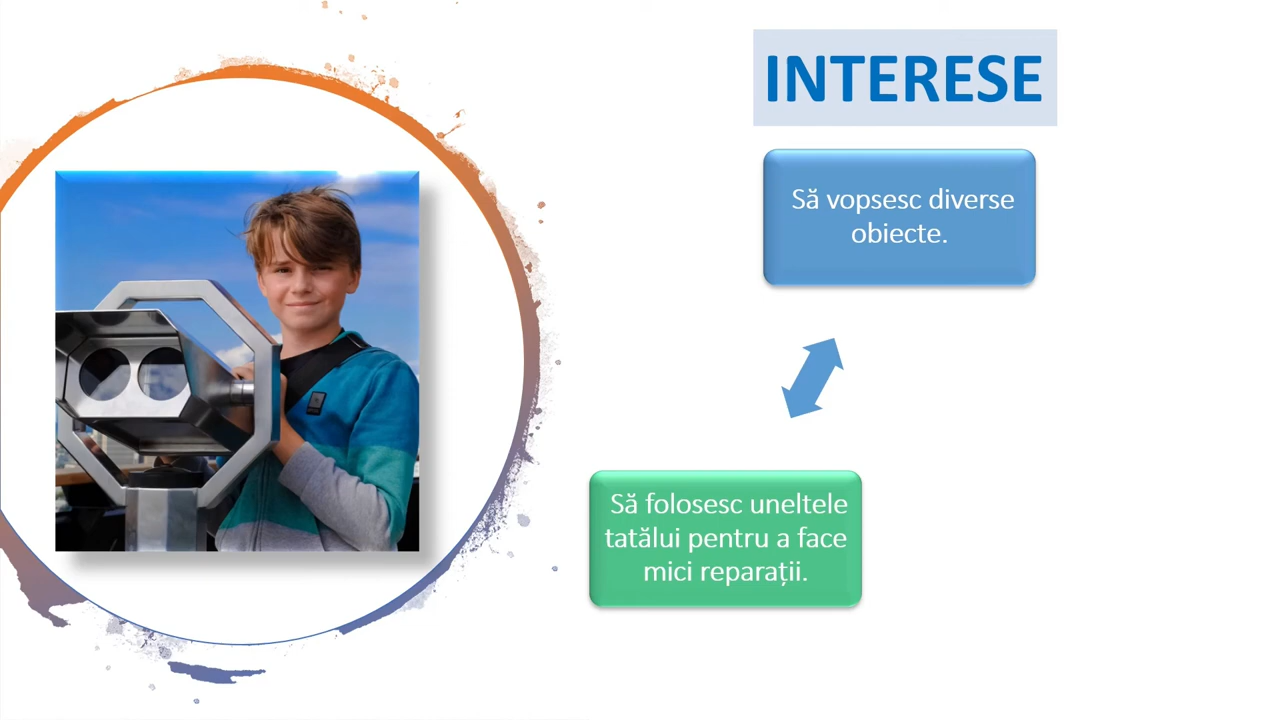 INTERESE
Să vopsesc diverse
obiecte.
Să folosesc uneltele
tatălui pentru a face
mici reparații.